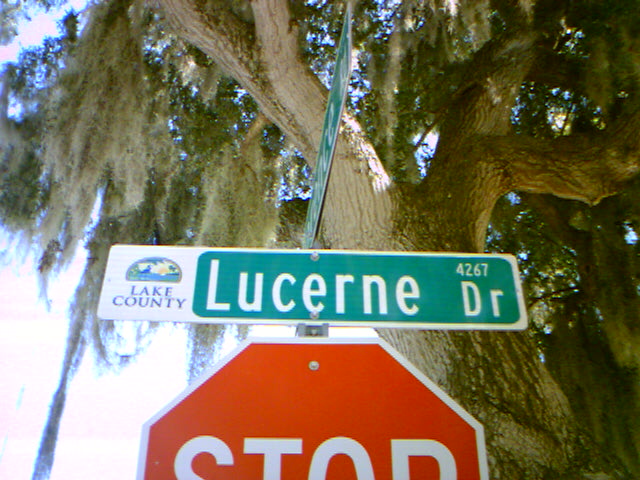 LAKE
COUNTY
Lucerne Dr
4267
STOP